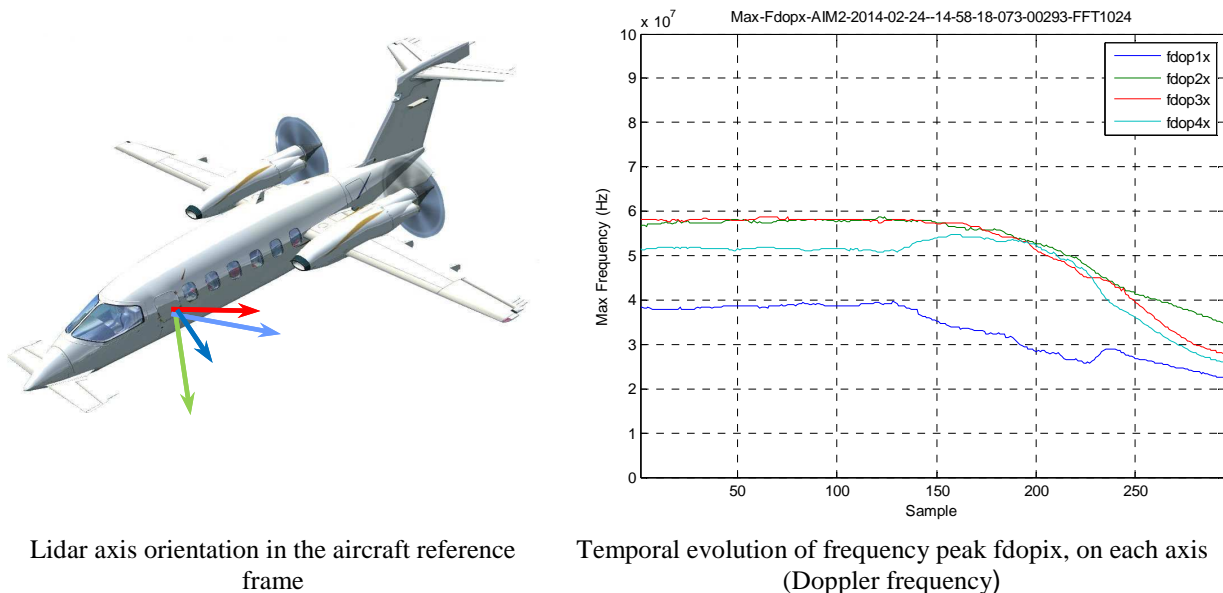 x 10^7
Max-Fdopx-AIM2-2014-02-24--14-58-18-073-00293-FFT1024
10
9
8
7
6
5
4
3
2
1
0
Max Frequency (Hz)
fdop1x
fdop2x
fdop3x
fdop4x
50 100 150 200 250
Sample
Lidar axis orientation in the aircraft reference
frame
Temporal evolution of frequency peak fdopix, on each axis
(Doppler frequency)